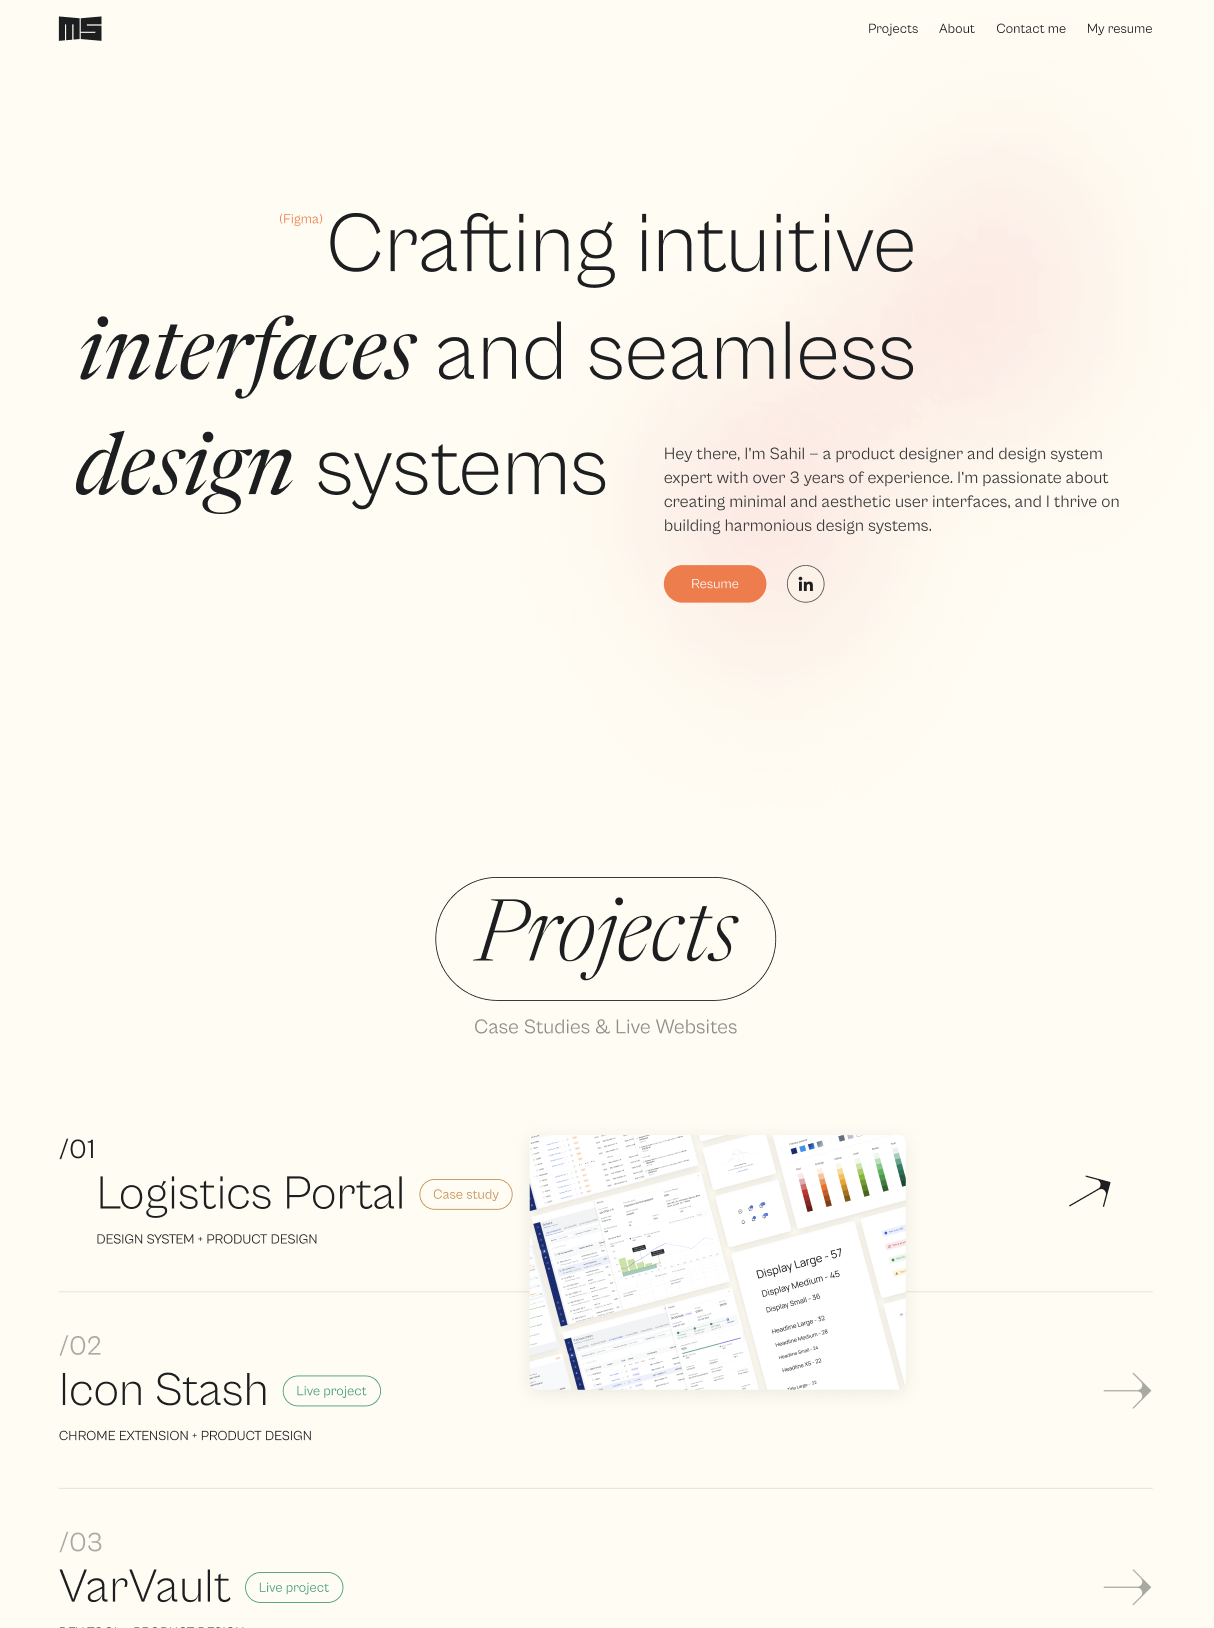 MS
Projects About Contact me My resume
(Figma)
Crafting intuitive
interfaces and seamless
design systems
Hey there, I'm Sahil – a product designer and design system
expert with over 3 years of experience. I'm passionate about
creating minimal and aesthetic user interfaces, and I thrive on
building harmonious design systems.
Resume
in
Projects
Case Studies & Live Websites
/01
Logistics Portal
Case study
DESIGN SYSTEM + PRODUCT DESIGN
Display Large - 57
Display Medium - 45
Display Small - 36
Headline Large - 32
Headline Medium - 28
Headline Small - 24
Headline XS - 22
Title Large - 22
/02
Icon Stash
Live project
CHROME EXTENSION + PRODUCT DESIGN
/03
VarVault
Live project